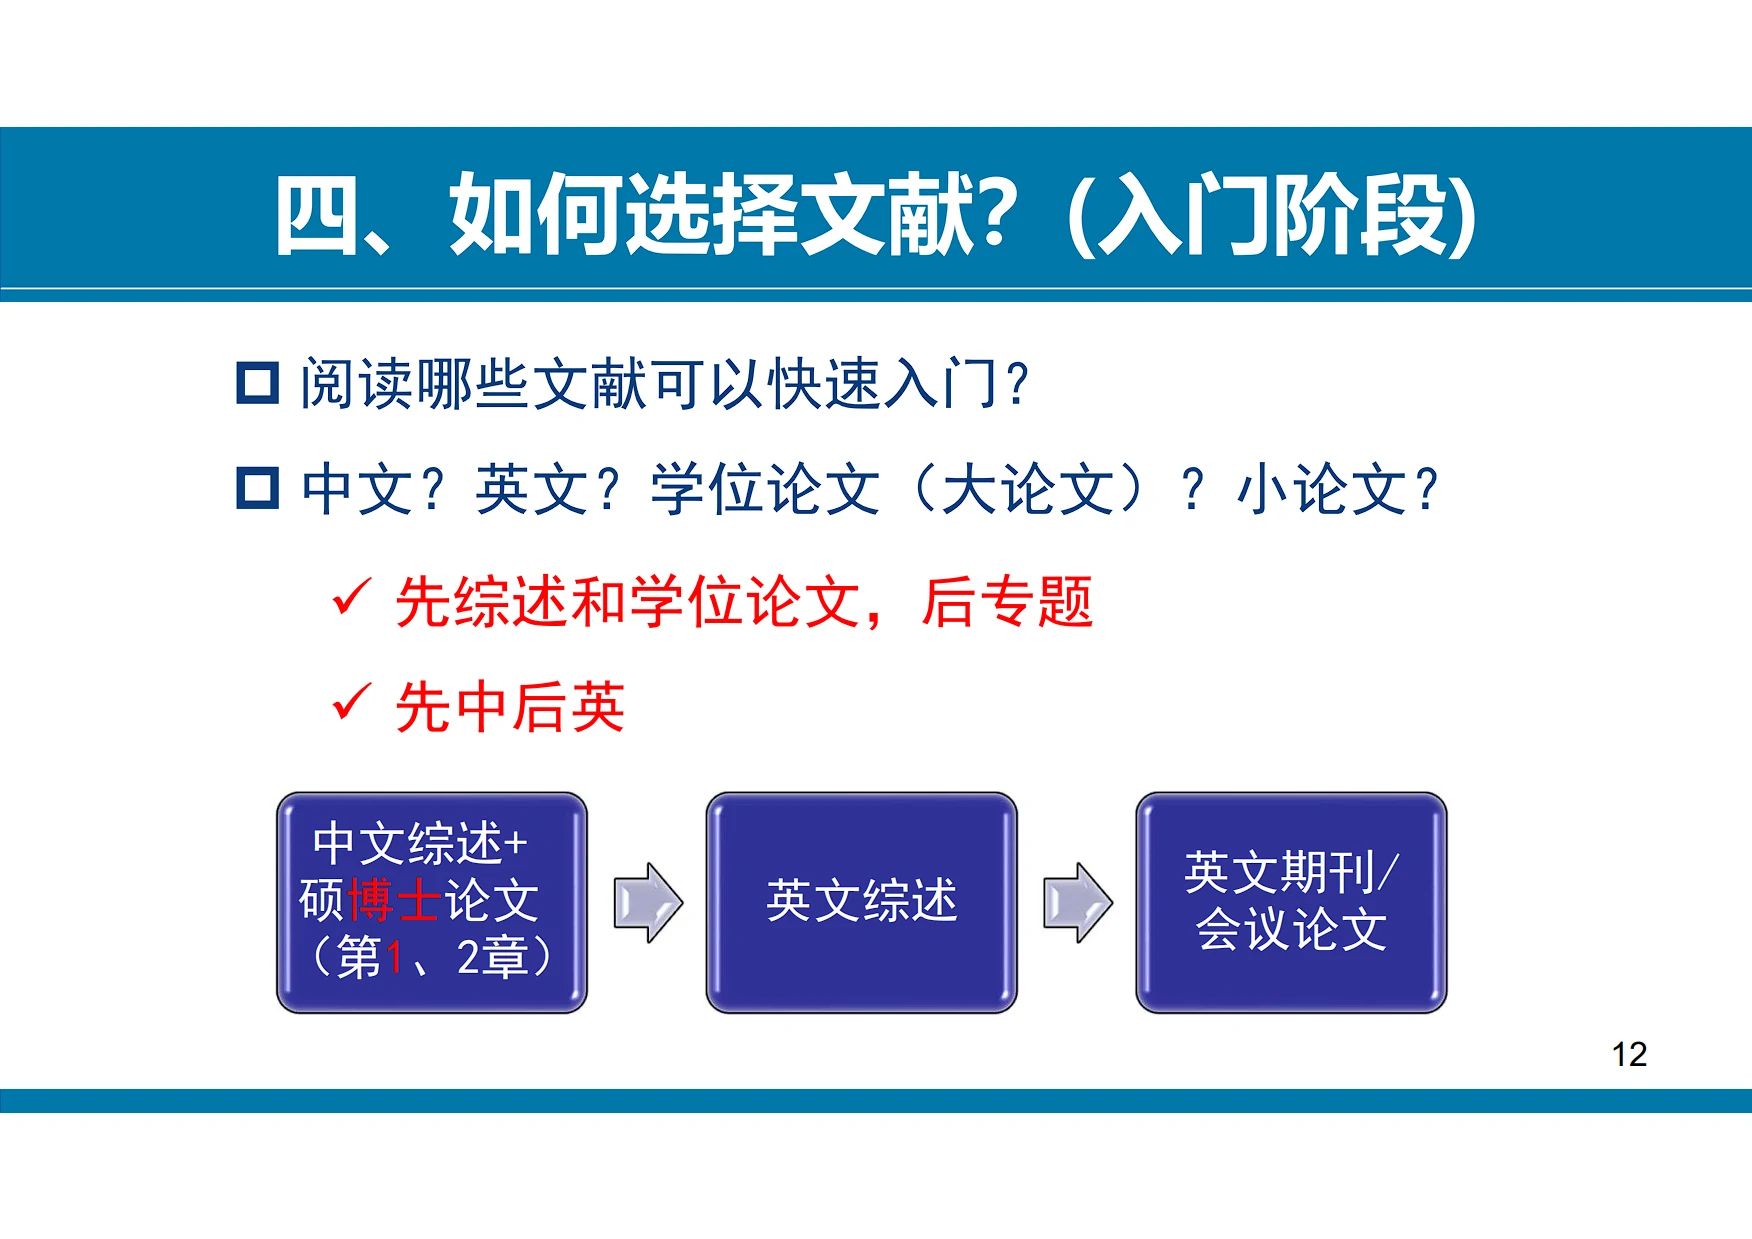 四、如何选择文献？(入门阶段)
阅读哪些文献可以快速入门？
中文？英文？学位论文（大论文）？小论文？
先综述和学位论文，后专题
先中后英
中文综述+
硕博士论文
（第1、2章）
英文综述
英文期刊/
会议论文
12